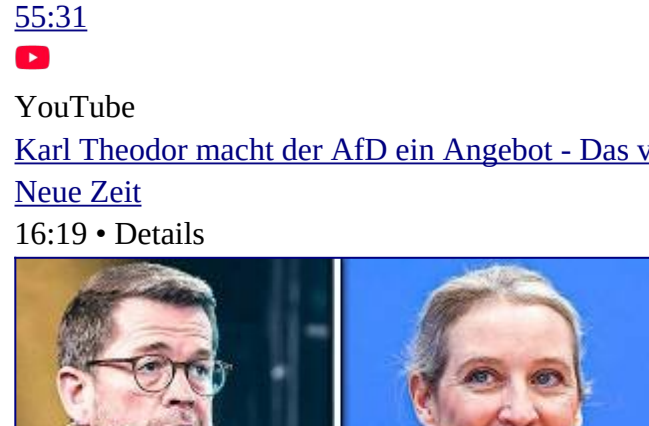 55:31
YouTube
Karl Theodor macht der AfD ein Angebot - Das
Neue Zeit
16:19 • Details